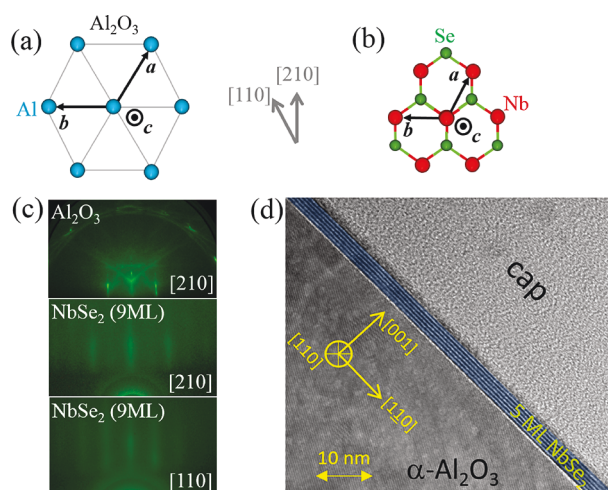 (a)
Al₂O₃
Al
a
b
c
[110]
[210]
(b)
Se
Nb
a
b
c
(c)
Al₂O₃
[210]
NbSe₂ (9ML)
[210]
NbSe₂ (9ML)
[110]
(d)
cap
[001]
[110]
[110]
5 ML NbSe₂
10 nm
α-Al₂O₃